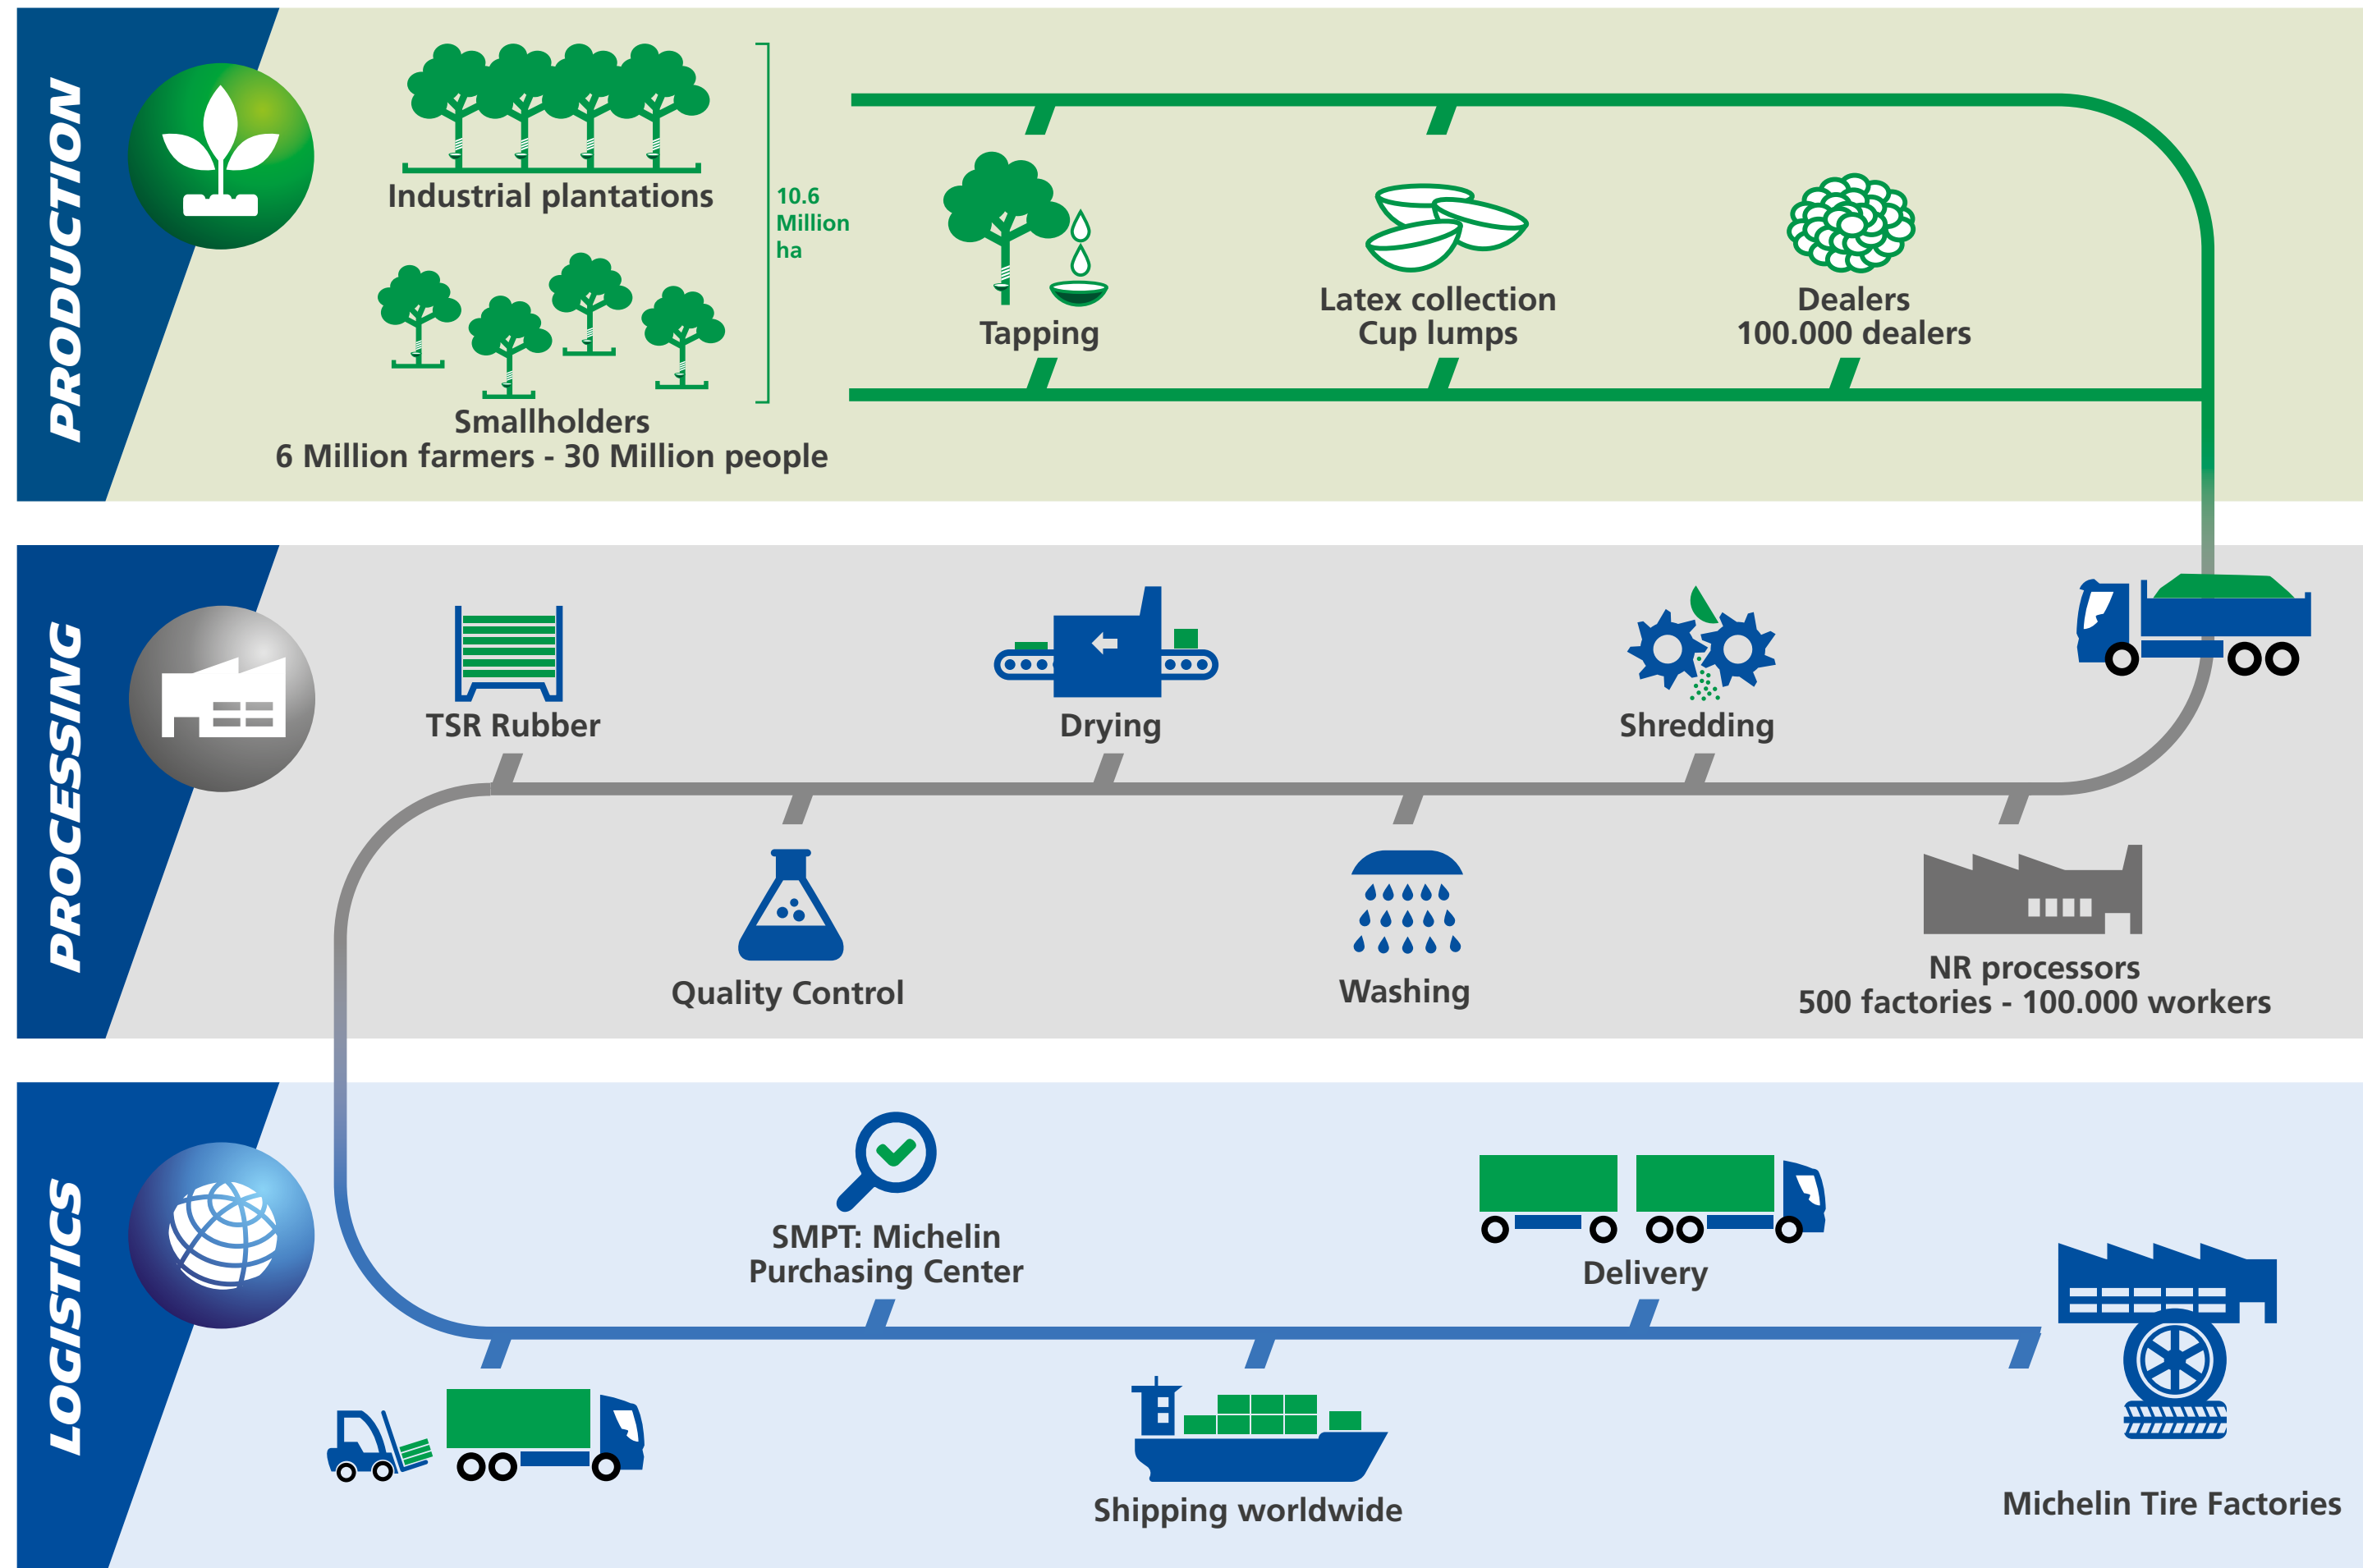 PRODUCTION
Industrial plantations
10.6
Million
ha
Smallholders
6 Million farmers - 30 Million people
Tapping
Latex collection
Cup lumps
Dealers
100.000 dealers
PROCESSING
TSR Rubber
Drying
Shredding
Quality Control
Washing
NR processors
500 factories - 100.000 workers
LOGISTICS
SMPT: Michelin
Purchasing Center
Delivery
Shipping worldwide
Michelin Tire Factories